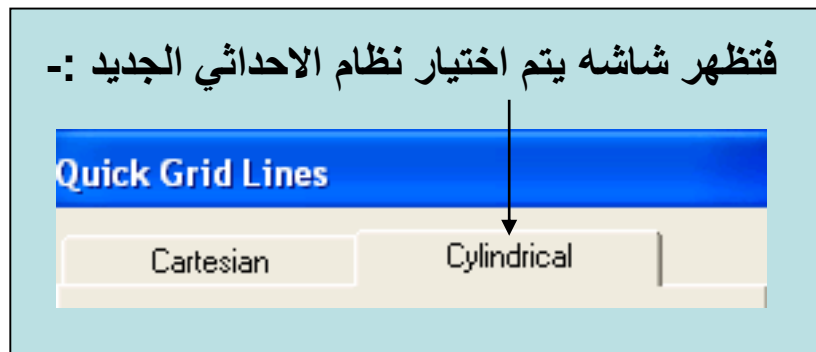 فتظهر شاشه يتم اختيار نظام الاحداثي الجديد :-
Quick Grid Lines
Cartesian Cylindrical